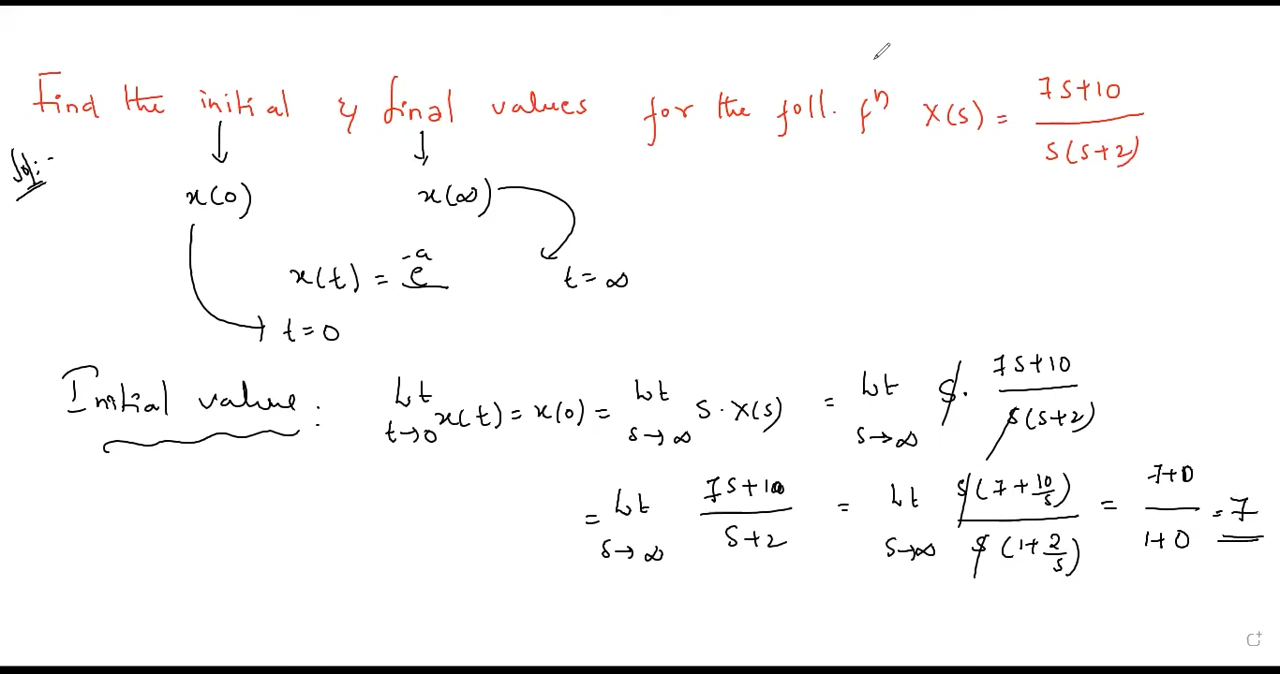 Find the initial & final values for the foll. fⁿ X(s) = 7s+10 / s(s+2)
Sol:-
x(0) x(∞)
x(t) = e^-a t = ∞
t = 0
Initial value : Lt t→0 x(t) = x(0) = Lt s→∞ s · X(s) = Lt s→∞ s · 7s+10 / s(s+2)
= Lt s→∞ 7s+10 / s+2 = Lt s→∞ s(7 + 10/s) / s(1 + 2/s) = 7+0 / 1+0 = 7